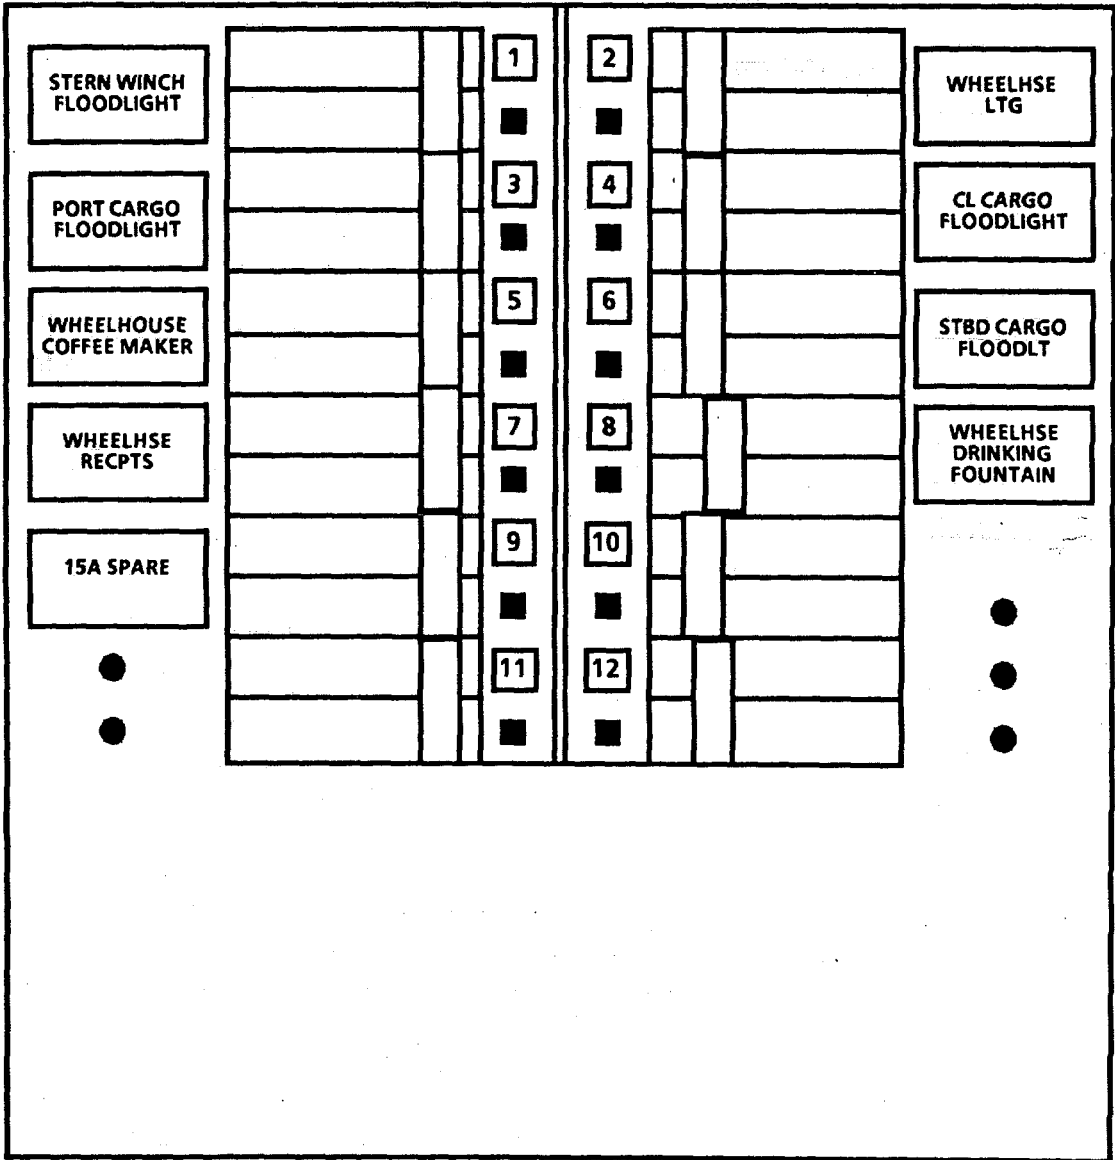 STERN WINCH
FLOODLIGHT
1
2
WHEELHSE
LTG
PORT CARGO
FLOODLIGHT
3
4
CL CARGO
FLOODLIGHT
WHEELHOUSE
COFFEE MAKER
5
6
STBD CARGO
FLOODLT
WHEELHSE
RECPTS
7
8
WHEELHSE
DRINKING
FOUNTAIN
15A SPARE
9
10
11
12